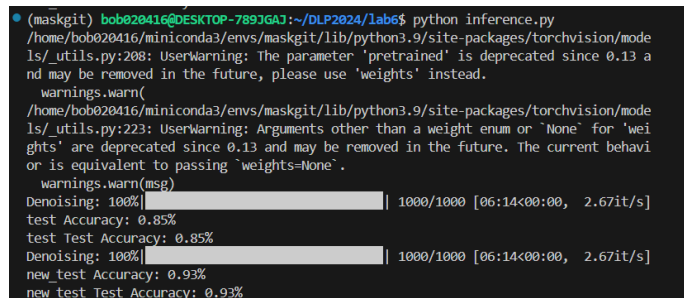 (maskgit) bob020416@DESKTOP-789JGAJ:~/DLP2024/lab6$ python inference.py
/home/bob020416/miniconda3/envs/maskgit/lib/python3.9/site-packages/torchvision/mode
ls/_utils.py:208: UserWarning: The parameter 'pretrained' is deprecated since 0.13 a
nd may be removed in the future, please use 'weights' instead.
  warnings.warn(
/home/bob020416/miniconda3/envs/maskgit/lib/python3.9/site-packages/torchvision/mode
ls/_utils.py:223: UserWarning: Arguments other than a weight enum or `None` for 'wei
ghts' are deprecated since 0.13 and may be removed in the future. The current behavi
or is equivalent to passing `weights=None`.
  warnings.warn(msg)
Denoising: 100%|          | 1000/1000 [06:14<00:00,  2.67it/s]
test Accuracy: 0.85%
test Test Accuracy: 0.85%
Denoising: 100%|          | 1000/1000 [06:14<00:00,  2.67it/s]
new_test Accuracy: 0.93%
new_test Test Accuracy: 0.93%